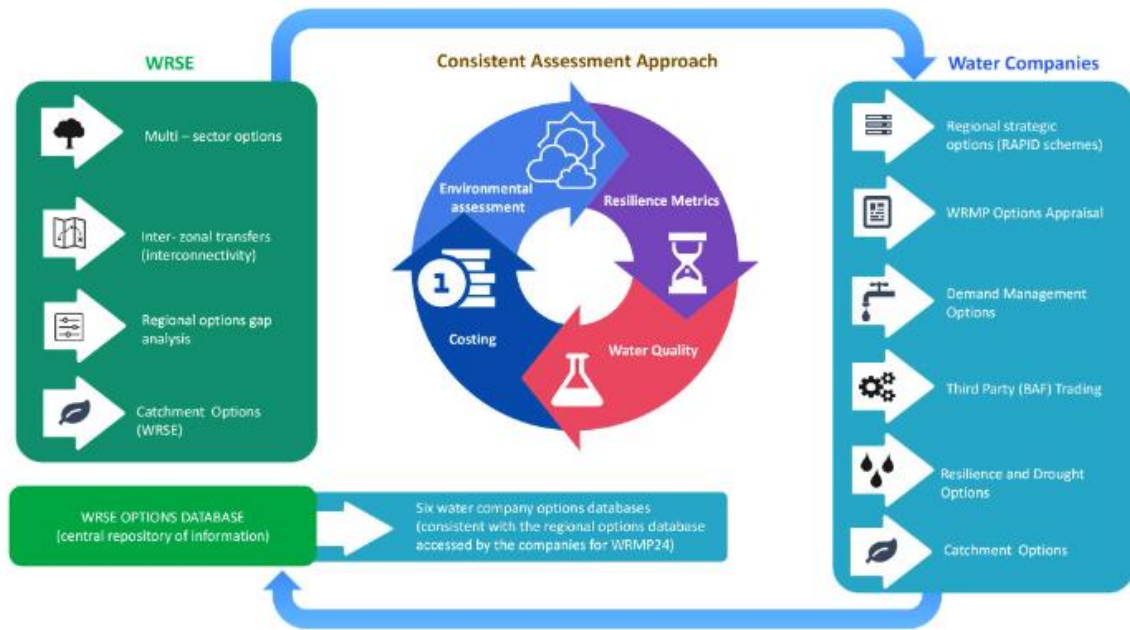 WRSE
Multi – sector options
Inter- zonal transfers
(interconnectivity)
Regional options gap
analysis
Catchment Options
(WRSE)
Consistent Assessment Approach
Environmental
assessment
Resilience Metrics
1
Costing
Water Quality
Water Companies
Regional strategic
options (RAPID schemes)
WRMP Options Appraisal
Demand Management
Options
Third Party (BAF) Trading
Resilience and Drought
Options
Catchment Options
WRSE OPTIONS DATABASE
(central repository of information)
Six water company options databases
(consistent with the regional options database
accessed by the companies for WRMP24)